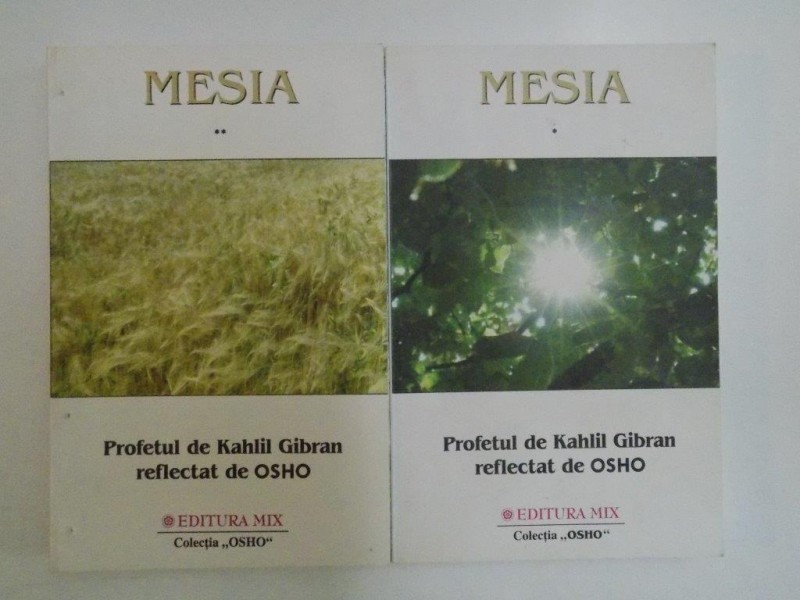 MESIA
**
Profetul de Kahlil Gibran
reflectat de OSHO
EDITURA MIX
Colecția „OSHO“
MESIA
*
Profetul de Kahlil Gibran
reflectat de OSHO
EDITURA MIX
Colecția „OSHO“